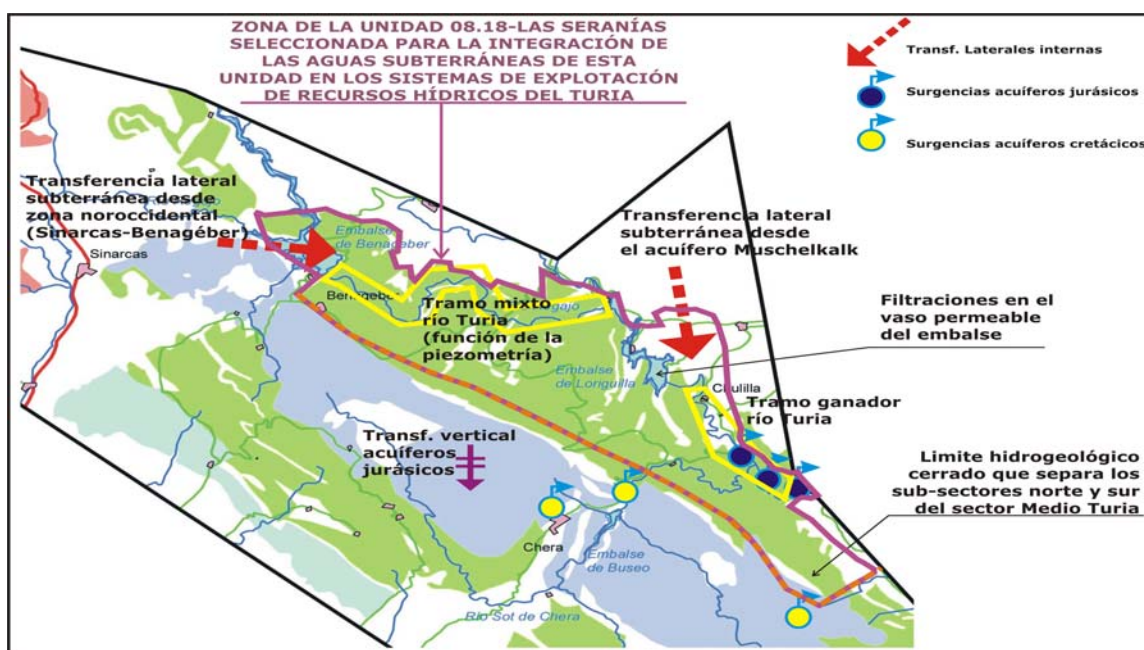 ZONA DE LA UNIDAD 08.18-LAS SERANÍAS
SELECCIONADA PARA LA INTEGRACIÓN DE
LAS AGUAS SUBTERRÁNEAS DE ESTA
UNIDAD EN LOS SISTEMAS DE EXPLOTACIÓN
DE RECURSOS HÍDRICOS DEL TURIA
Transf. Laterales internas
Surgencias acuíferos jurásicos
Surgencias acuíferos cretácicos
Transferencia lateral
subterránea desde
zona noroccidental
(Sinarcas-Benagéber)
Sinarcas
Embalse
de Benageber
Transferencia lateral
subterránea desde
el acuífero Muschelkalk
Benageber
Tramo mixto
río Turia
(función de la
piezometría)
Filtraciones en el
vaso permeable
del embalse
Embalse
de Loriguilla
Chulilla
Tramo ganador
río Turia
Transf. vertical
acuíferos
jurásicos
Limite hidrogeológico
cerrado que separa los
sub-sectores norte y sur
del sector Medio Turia
Chera
Embalse
de Buseo
Río Sot de Chera